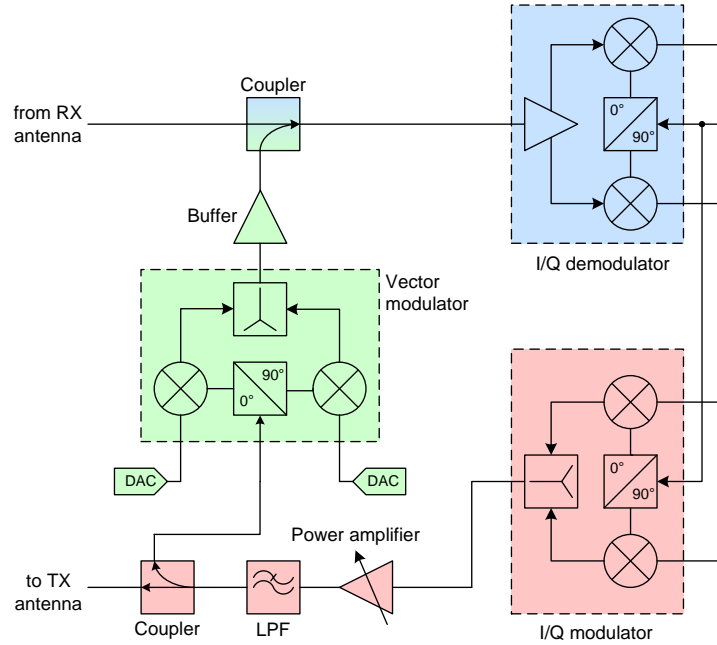 Coupler
from RX
antenna
0°
90°
Buffer
I/Q demodulator
Vector
modulator
90°
0°
DAC
DAC
0°
90°
Power amplifier
to TX
antenna
Coupler
LPF
I/Q modulator